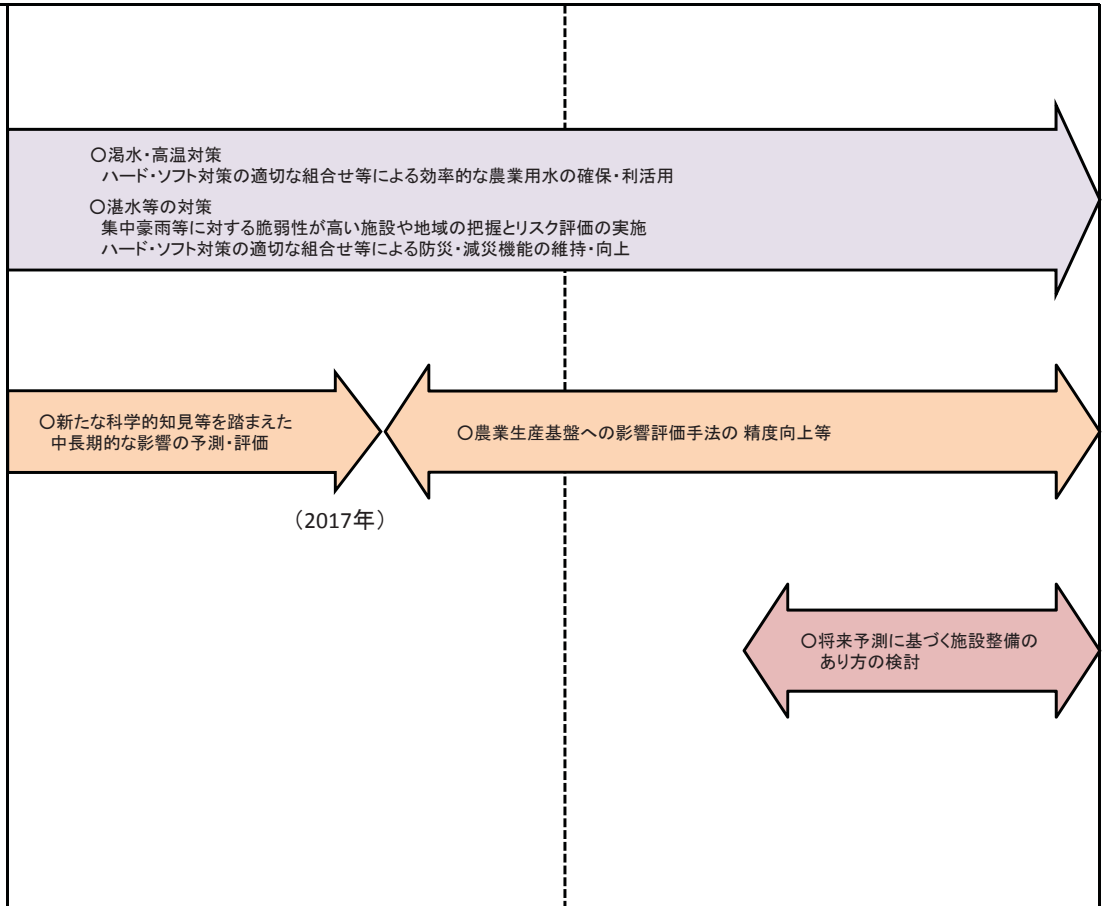 ○渇水・高温対策
ハード・ソフト対策の適切な組合せ等による効率的な農業用水の確保・利活用
○湛水等の対策
集中豪雨等に対する脆弱性が高い施設や地域の把握とリスク評価の実施
ハード・ソフト対策の適切な組合せ等による防災・減災機能の維持・向上
○新たな科学的知見等を踏まえた
中長期的な影響の予測・評価
○農業生産基盤への影響評価手法の 精度向上等
（2017年）
○将来予測に基づく施設整備の
あり方の検討